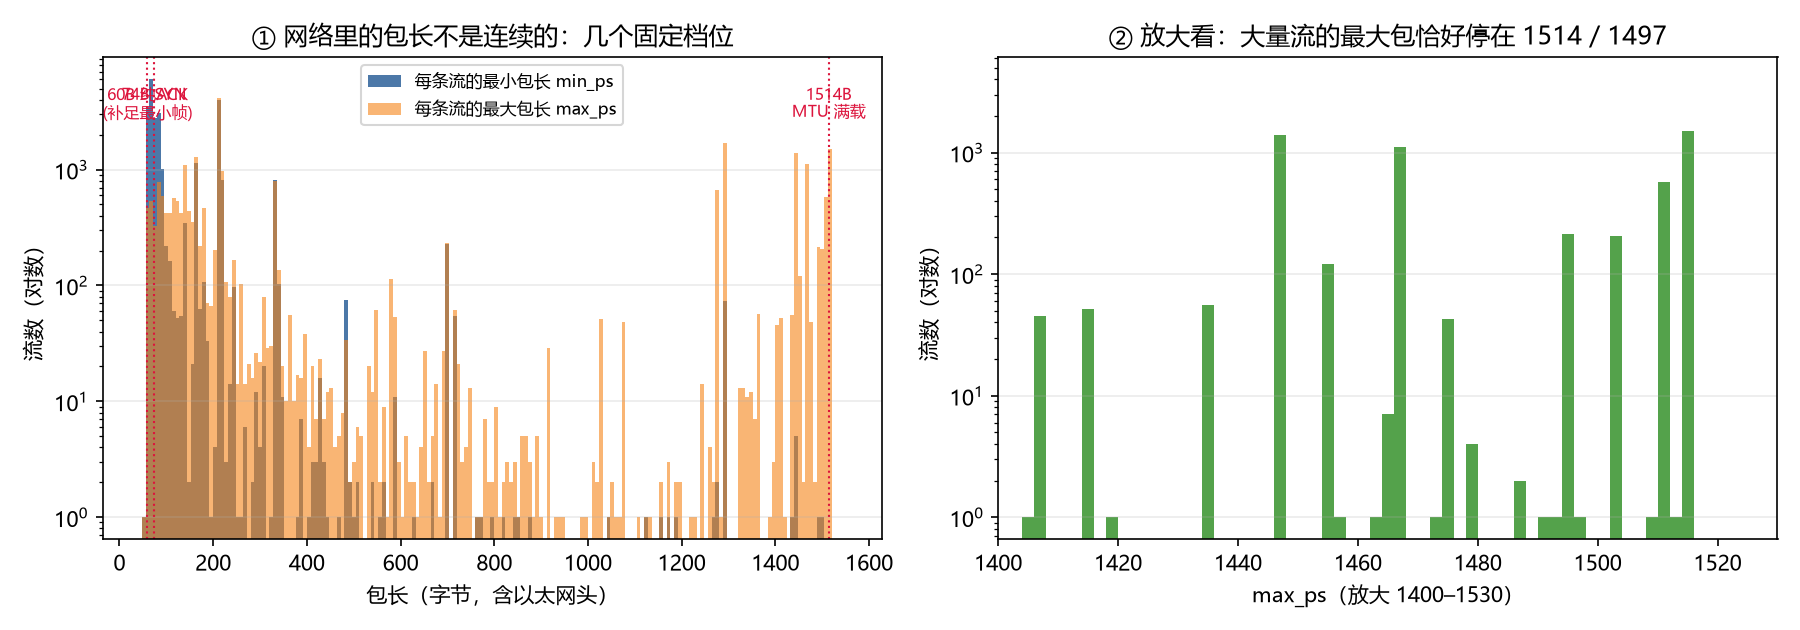 ① 网络里的包长不是连续的：几个固定档位
每条流的最小包长 min_ps
每条流的最大包长 max_ps
(补足最小帧)
1514B
MTU 满载
10³
10²
10¹
10⁰
流数（对数）
0 200 400 600 800 1000 1200 1400 1600
包长（字节，含以太网头）
② 放大看：大量流的最大包恰好停在 1514 / 1497
10³
10²
10¹
10⁰
流数（对数）
1400 1420 1440 1460 1480 1500 1520
max_ps（放大 1400–1530）